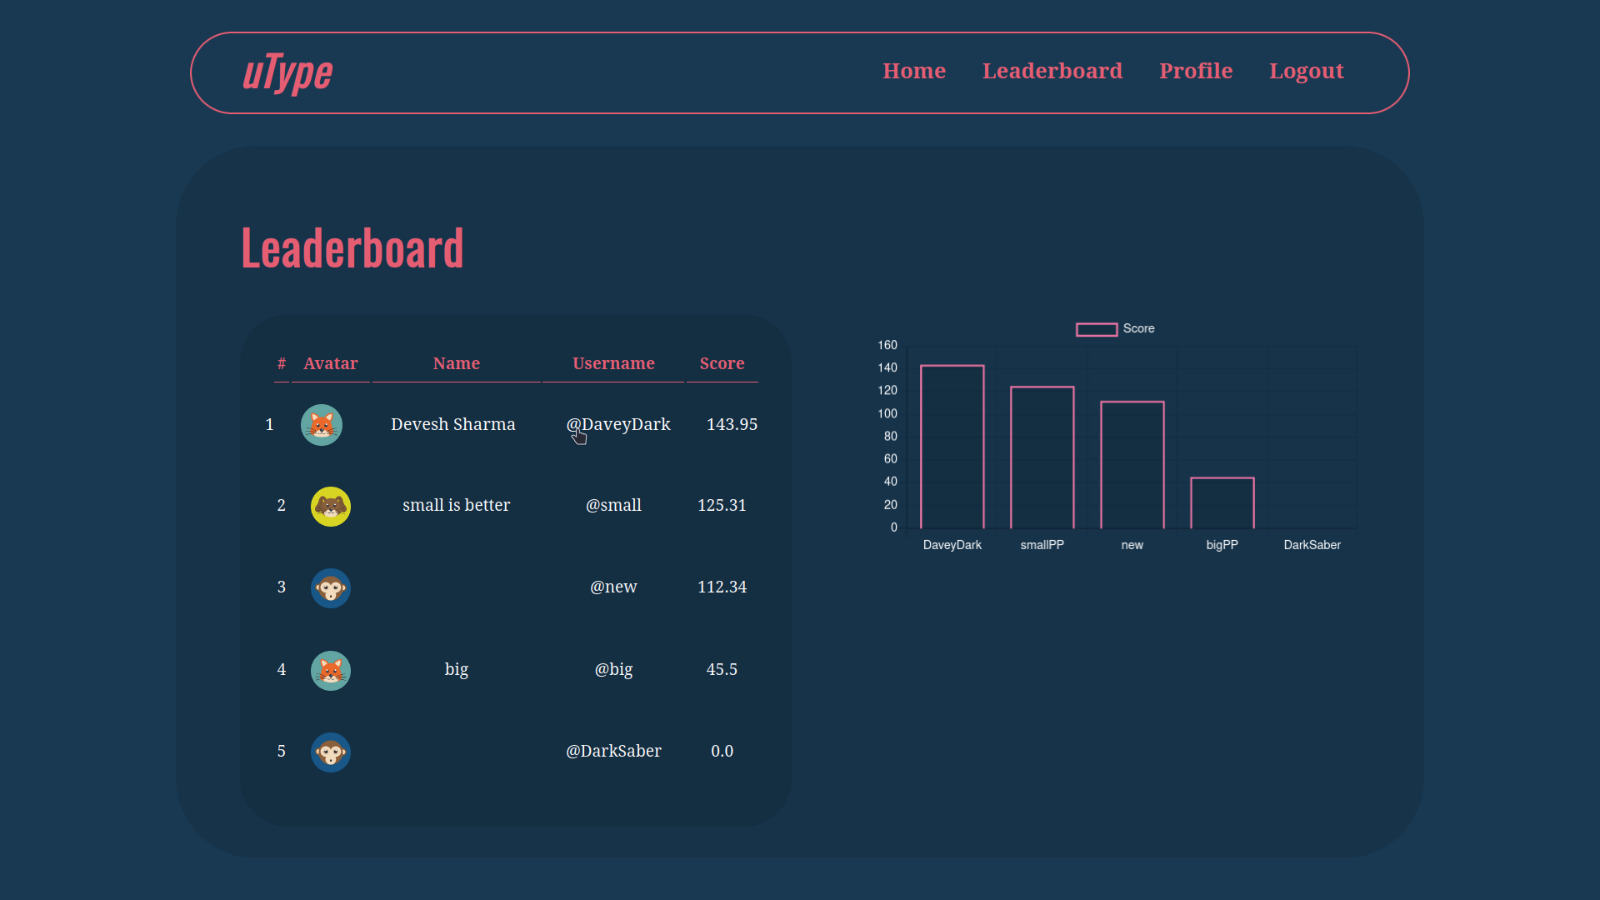 uType
Home Leaderboard Profile Logout
Leaderboard
# Avatar Name Username Score
1 Devesh Sharma @DaveyDark 143.95
2 small is better @small 125.31
3 @new 112.34
4 big @big 45.5
5 @DarkSaber 0.0
Score
160
140
120
100
80
60
40
20
0
DaveyDark smallPP new bigPP DarkSaber